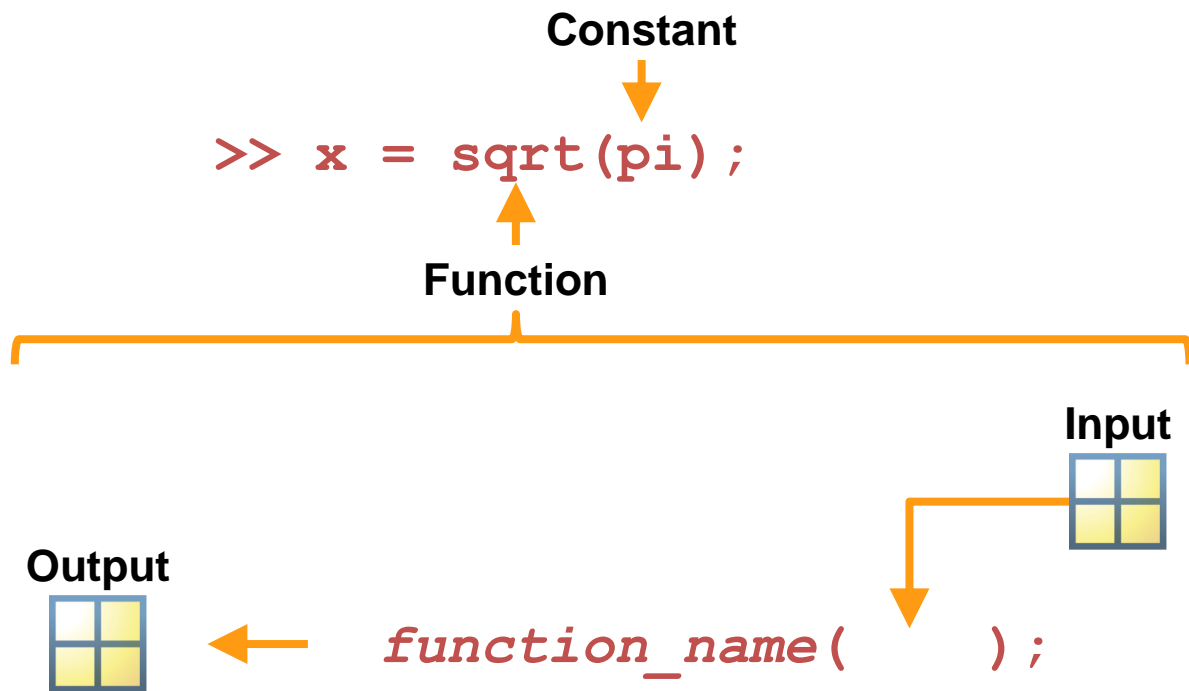 Constant
>> x = sqrt(pi);
Function
Input
Output
function_name( );